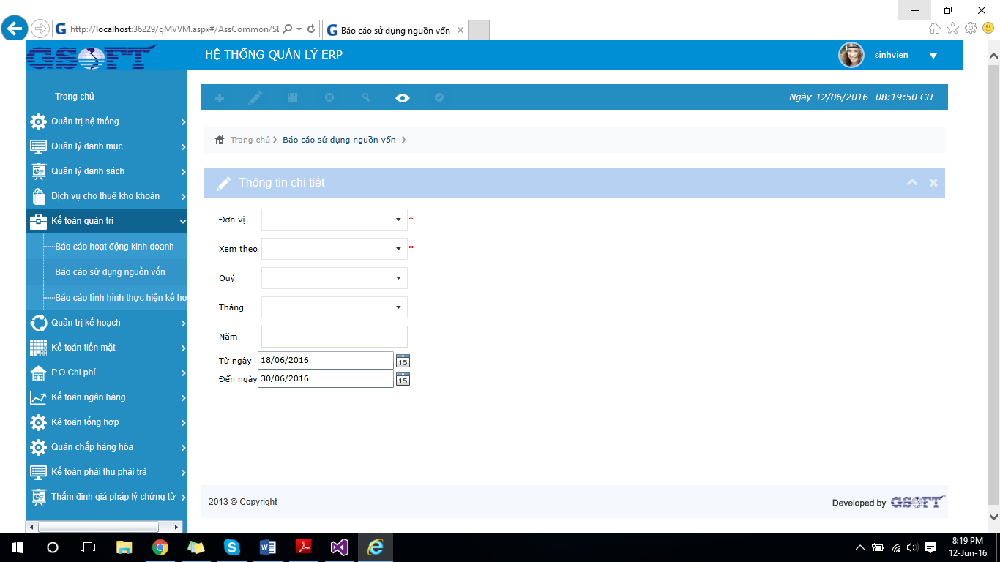 http://localhost:36229/gMVVM.aspx#/AssCommon/SI
Báo cáo sử dụng nguồn vốn
GSOFT
HỆ THỐNG QUẢN LÝ ERP
sinhvien
Trang chủ
Quản trị hệ thống
Quản lý danh mục
Quản lý danh sách
Dịch vụ cho thuê kho khoán
Kế toán quản trị
Báo cáo hoạt động kinh doanh
Báo cáo sử dụng nguồn vốn
Báo cáo tình hình thực hiện kế ho
Quản trị kế hoạch
Kế toán tiền mặt
P.O Chi phí
Kế toán ngân hàng
Kế toán tổng hợp
Quản chấp hàng hòa
Kế toán phải thu phải trả
Thẩm định giá pháp lý chứng từ
Ngày 12/06/2016 08:19:50 CH
Trang chủ Báo cáo sử dụng nguồn vốn
Thông tin chi tiết
Đơn vị *
Xem theo *
Quý
Tháng
Năm
Từ ngày 18/06/2016 15
Đến ngày 30/06/2016 15
2013 © Copyright
Developed by GSOFT
8:19 PM
12-Jun-16